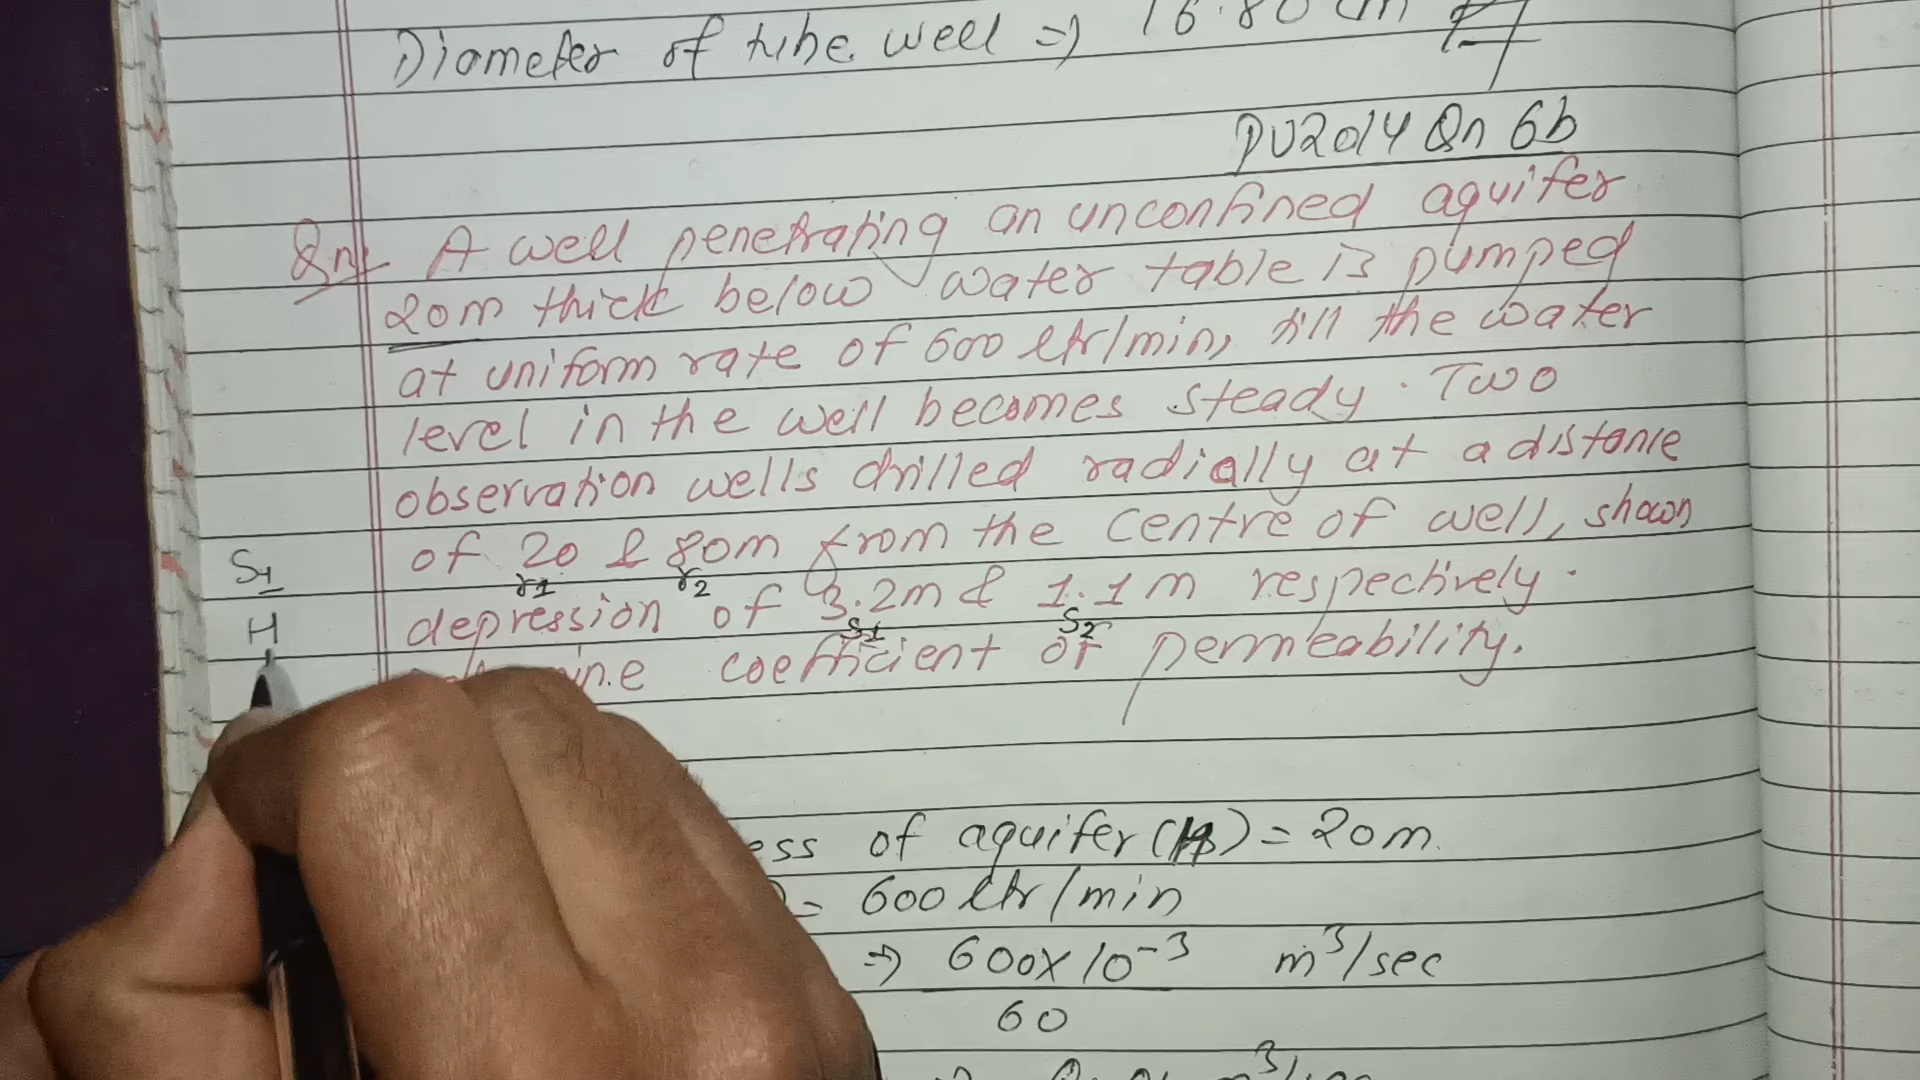 Diameter of tube well => 16.80 cm
PU2014 Qn 6b
Qn: A well penetrating an unconfined aquifer
20m thick below water table is pumped
at uniform rate of 600 ltr/min, till the water
level in the well becomes steady. Two
observation wells drilled radially at a distance
of 20 & 80m from the centre of well, shown
S1
r1 r2
depression of 3.2m & 1.1m respectively.
H
S1 S2
coefficient of permeability.
of aquifer (H) = 20m.
= 600 ltr/min
=> 600x10-3 m3/sec
60